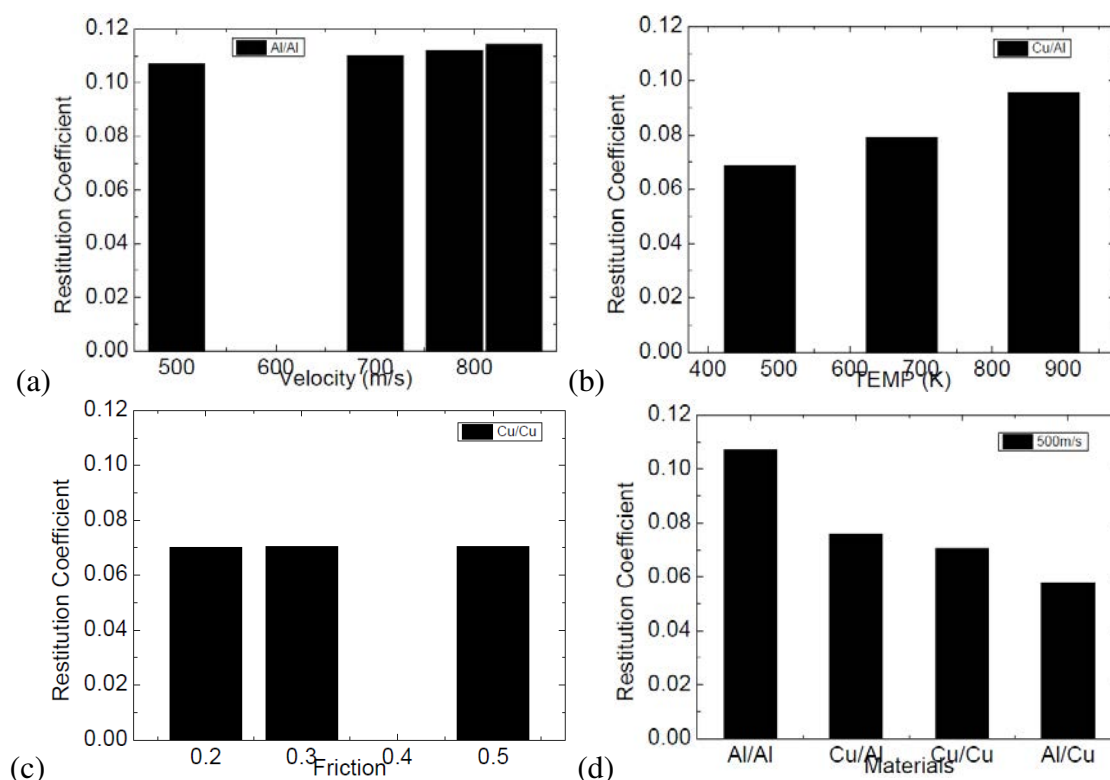 0.12
0.10
0.08
0.06
0.04
0.02
0.00
Restitution Coefficient
Al/Al
500 600 700 800
Velocity (m/s)
(a)
0.12
0.10
0.08
0.06
0.04
0.02
0.00
Restitution Coefficient
Cu/Al
400 500 600 700 800 900
TEMP (K)
(b)
0.12
0.10
0.08
0.06
0.04
0.02
0.00
Restitution Coefficient
Cu/Cu
0.2 0.3 0.4 0.5
Friction
(c)
0.12
0.10
0.08
0.06
0.04
0.02
0.00
Restitution Coefficient
500m/s
Al/Al Cu/Al Cu/Cu Al/Cu
Materials
(d)